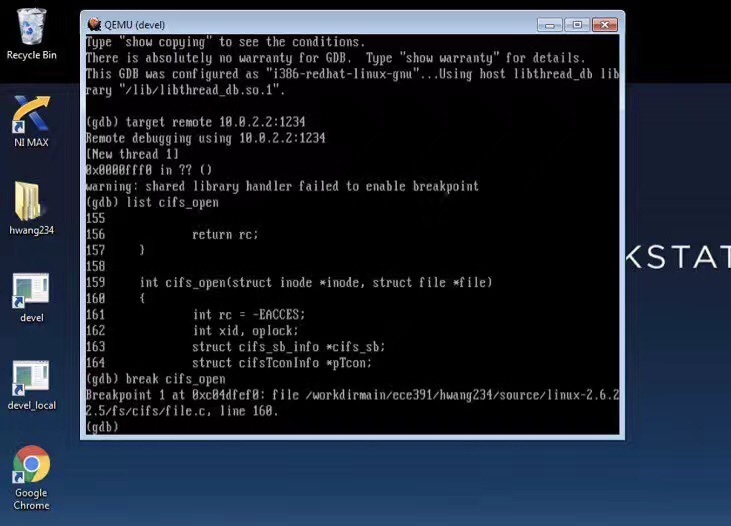 QEMU (devel)
Type "show copying" to see the conditions.
There is absolutely no warranty for GDB.  Type "show warranty" for details.
This GDB was configured as "i386-redhat-linux-gnu"...Using host libthread_db lib
rary "/lib/libthread_db.so.1".
(gdb) target remote 10.0.2.2:1234
Remote debugging using 10.0.2.2:1234
[New thread 1]
0x0000fff0 in ?? ()
warning: shared library handler failed to enable breakpoint
(gdb) list cifs_open
155
156             return rc;
157     }
158
159     int cifs_open(struct inode *inode, struct file *file)
160     {
161             int rc = -EACCES;
162             int xid, oplock;
163             struct cifs_sb_info *cifs_sb;
164             struct cifsTconInfo *pTcon;
(gdb) break cifs_open
Breakpoint 1 at 0xc04dfef0: file /workdirmain/ece391/hwang234/source/linux-2.6.2
2.5/fs/cifs/file.c, line 160.
(gdb)
Recycle Bin
NI MAX
hwang234
devel
devel_local
Google
Chrome
KSTAT